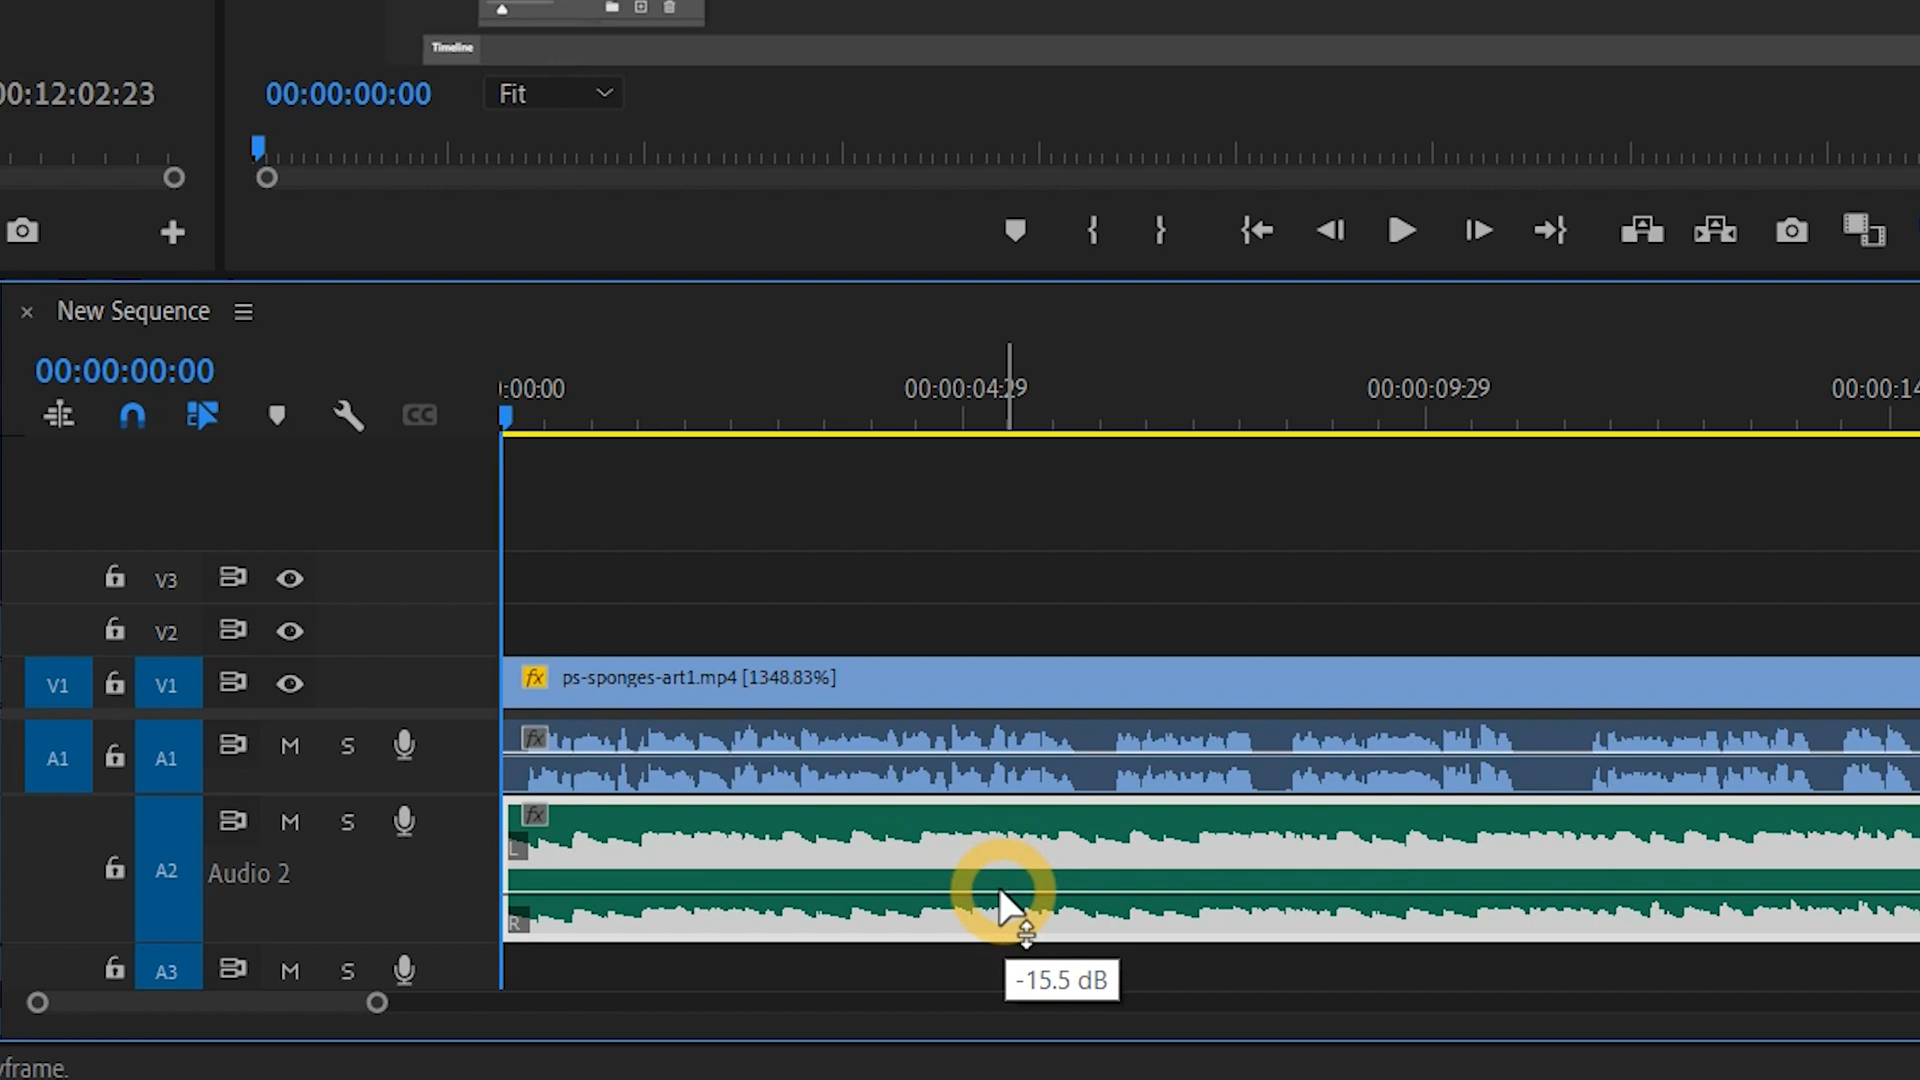 Timeline
00:12:02:23
00:00:00:00
Fit
New Sequence
00:00:00:00
CC
:00:00
00:00:04:29
00:00:09:29
00:00:14
V3
V2
V1
V1
fx
ps-sponges-art1.mp4 [1348.83%]
A1
A1
M
S
fx
M
S
fx
L
A2
Audio 2
R
A3
M
S
-15.5 dB
yframe.